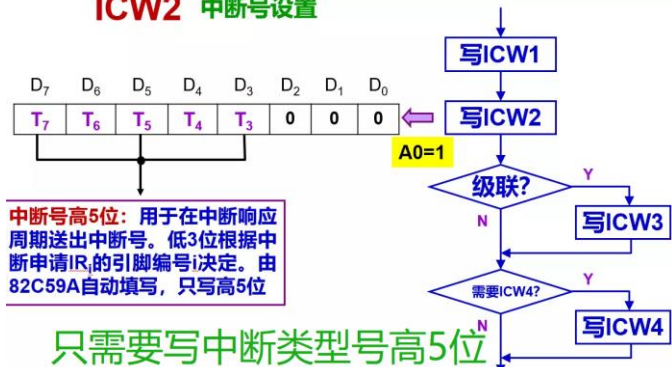 ICW2 中断号设置
写ICW1
D7 D6 D5 D4 D3 D2 D1 D0
T7 T6 T5 T4 T3 0 0 0
写ICW2
A0=1
级联?
Y
N
写ICW3
中断号高5位：用于在中断响应
周期送出中断号。低3位根据中
断申请IRi的引脚编号i决定。由
82C59A自动填写，只写高5位
需要ICW4?
Y
N
写ICW4
只需要写中断类型号高5位